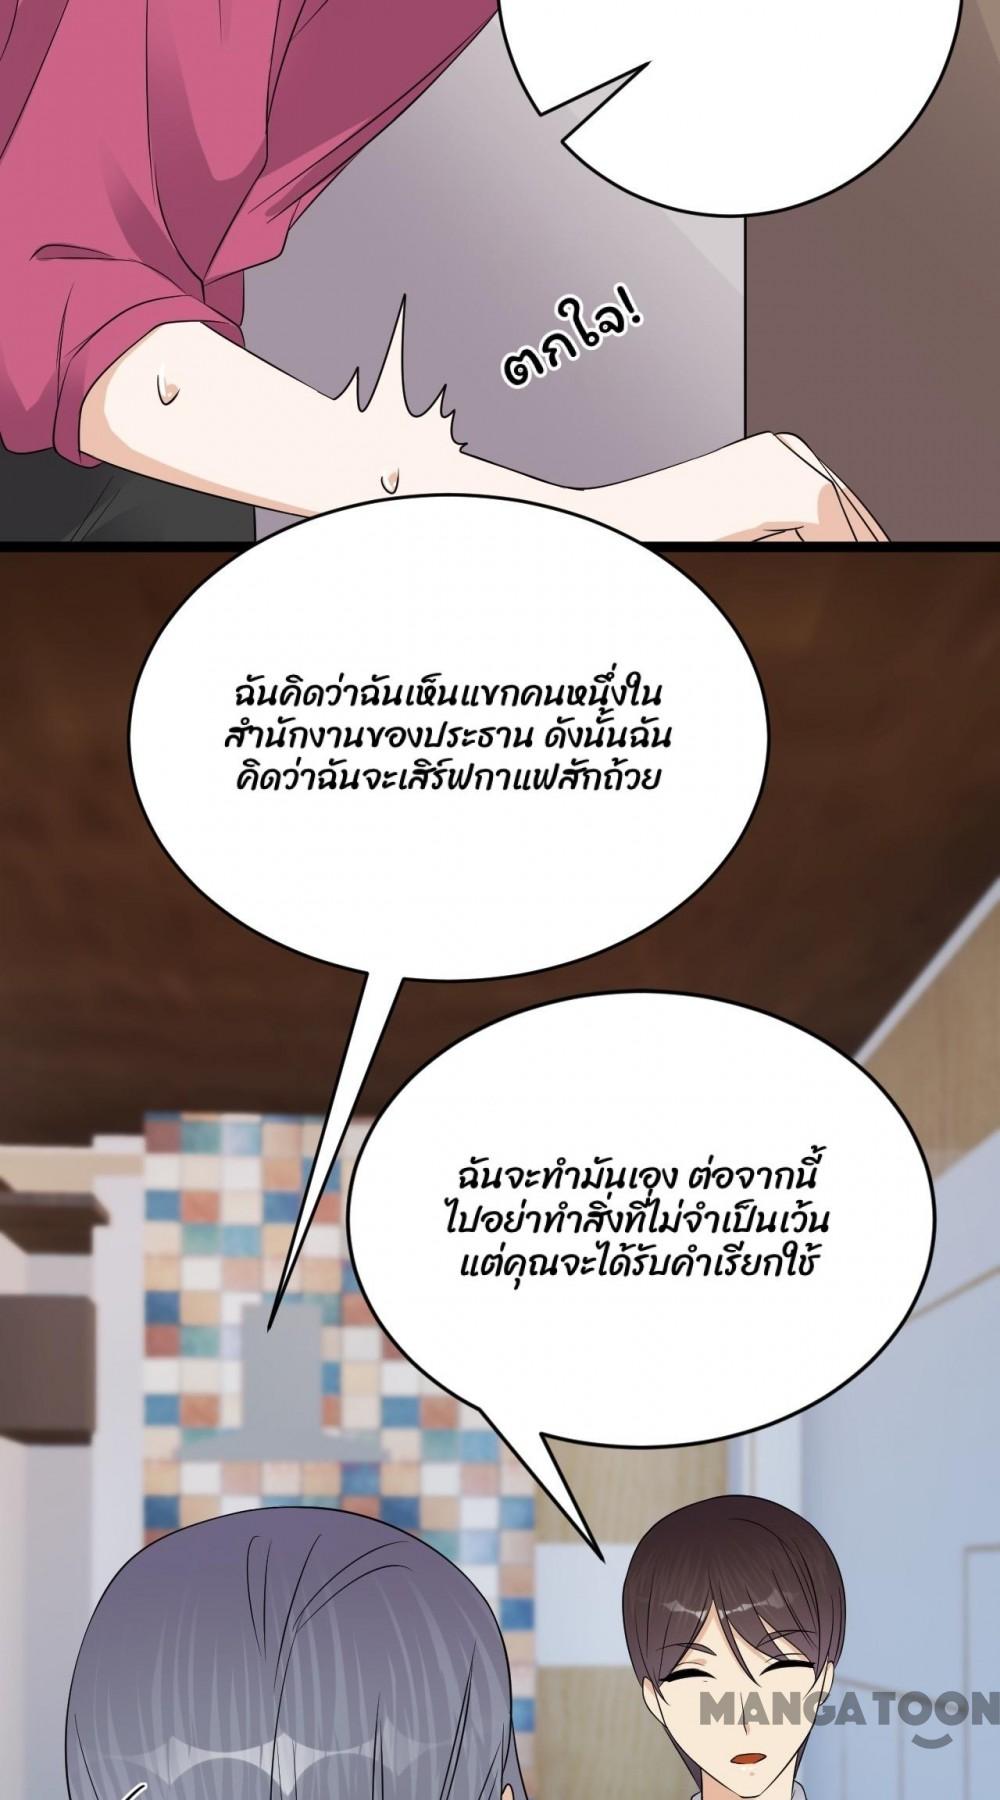 ตกใจ!
ฉันคิดว่าฉันเห็นแขกคนหนึ่งใน
สำนักงานของประธาน ดังนั้นฉัน
คิดว่าฉันจะเสิร์ฟกาแฟสักถ้วย
ฉันจะทำมันเอง ต่อจากนี้
ไปอย่าทำสิ่งที่ไม่จำเป็นเว้น
แต่คุณจะได้รับคำเรียกใช้
MANGATOON